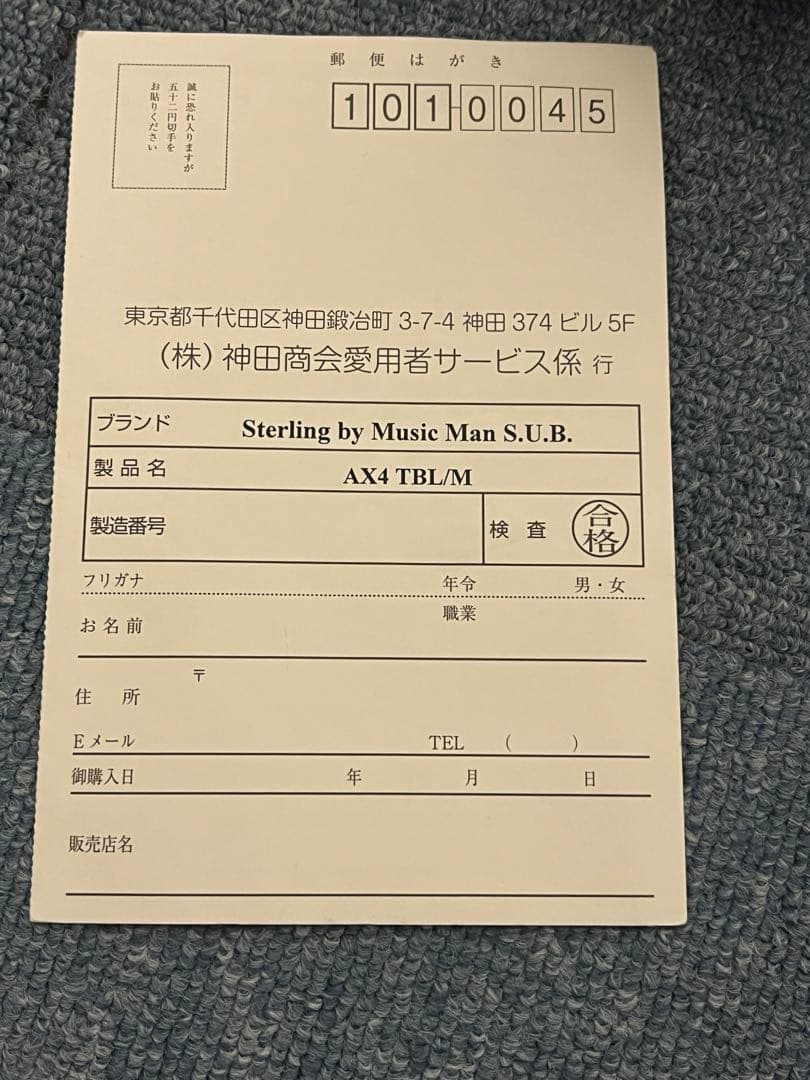 郵便はがき
誠に恐れ入りますが
五十二円切手を
お貼りください
101-0045
東京都千代田区神田鍛冶町 3-7-4 神田 374 ビル 5F
(株) 神田商会愛用者サービス係 行
ブランド Sterling by Music Man S.U.B.
製品名 AX4 TBL/M
製造番号 検査 合格
フリガナ 年令 男・女
職業
お名前
〒
住所
Eメール TEL ( )
御購入日 年 月 日
販売店名